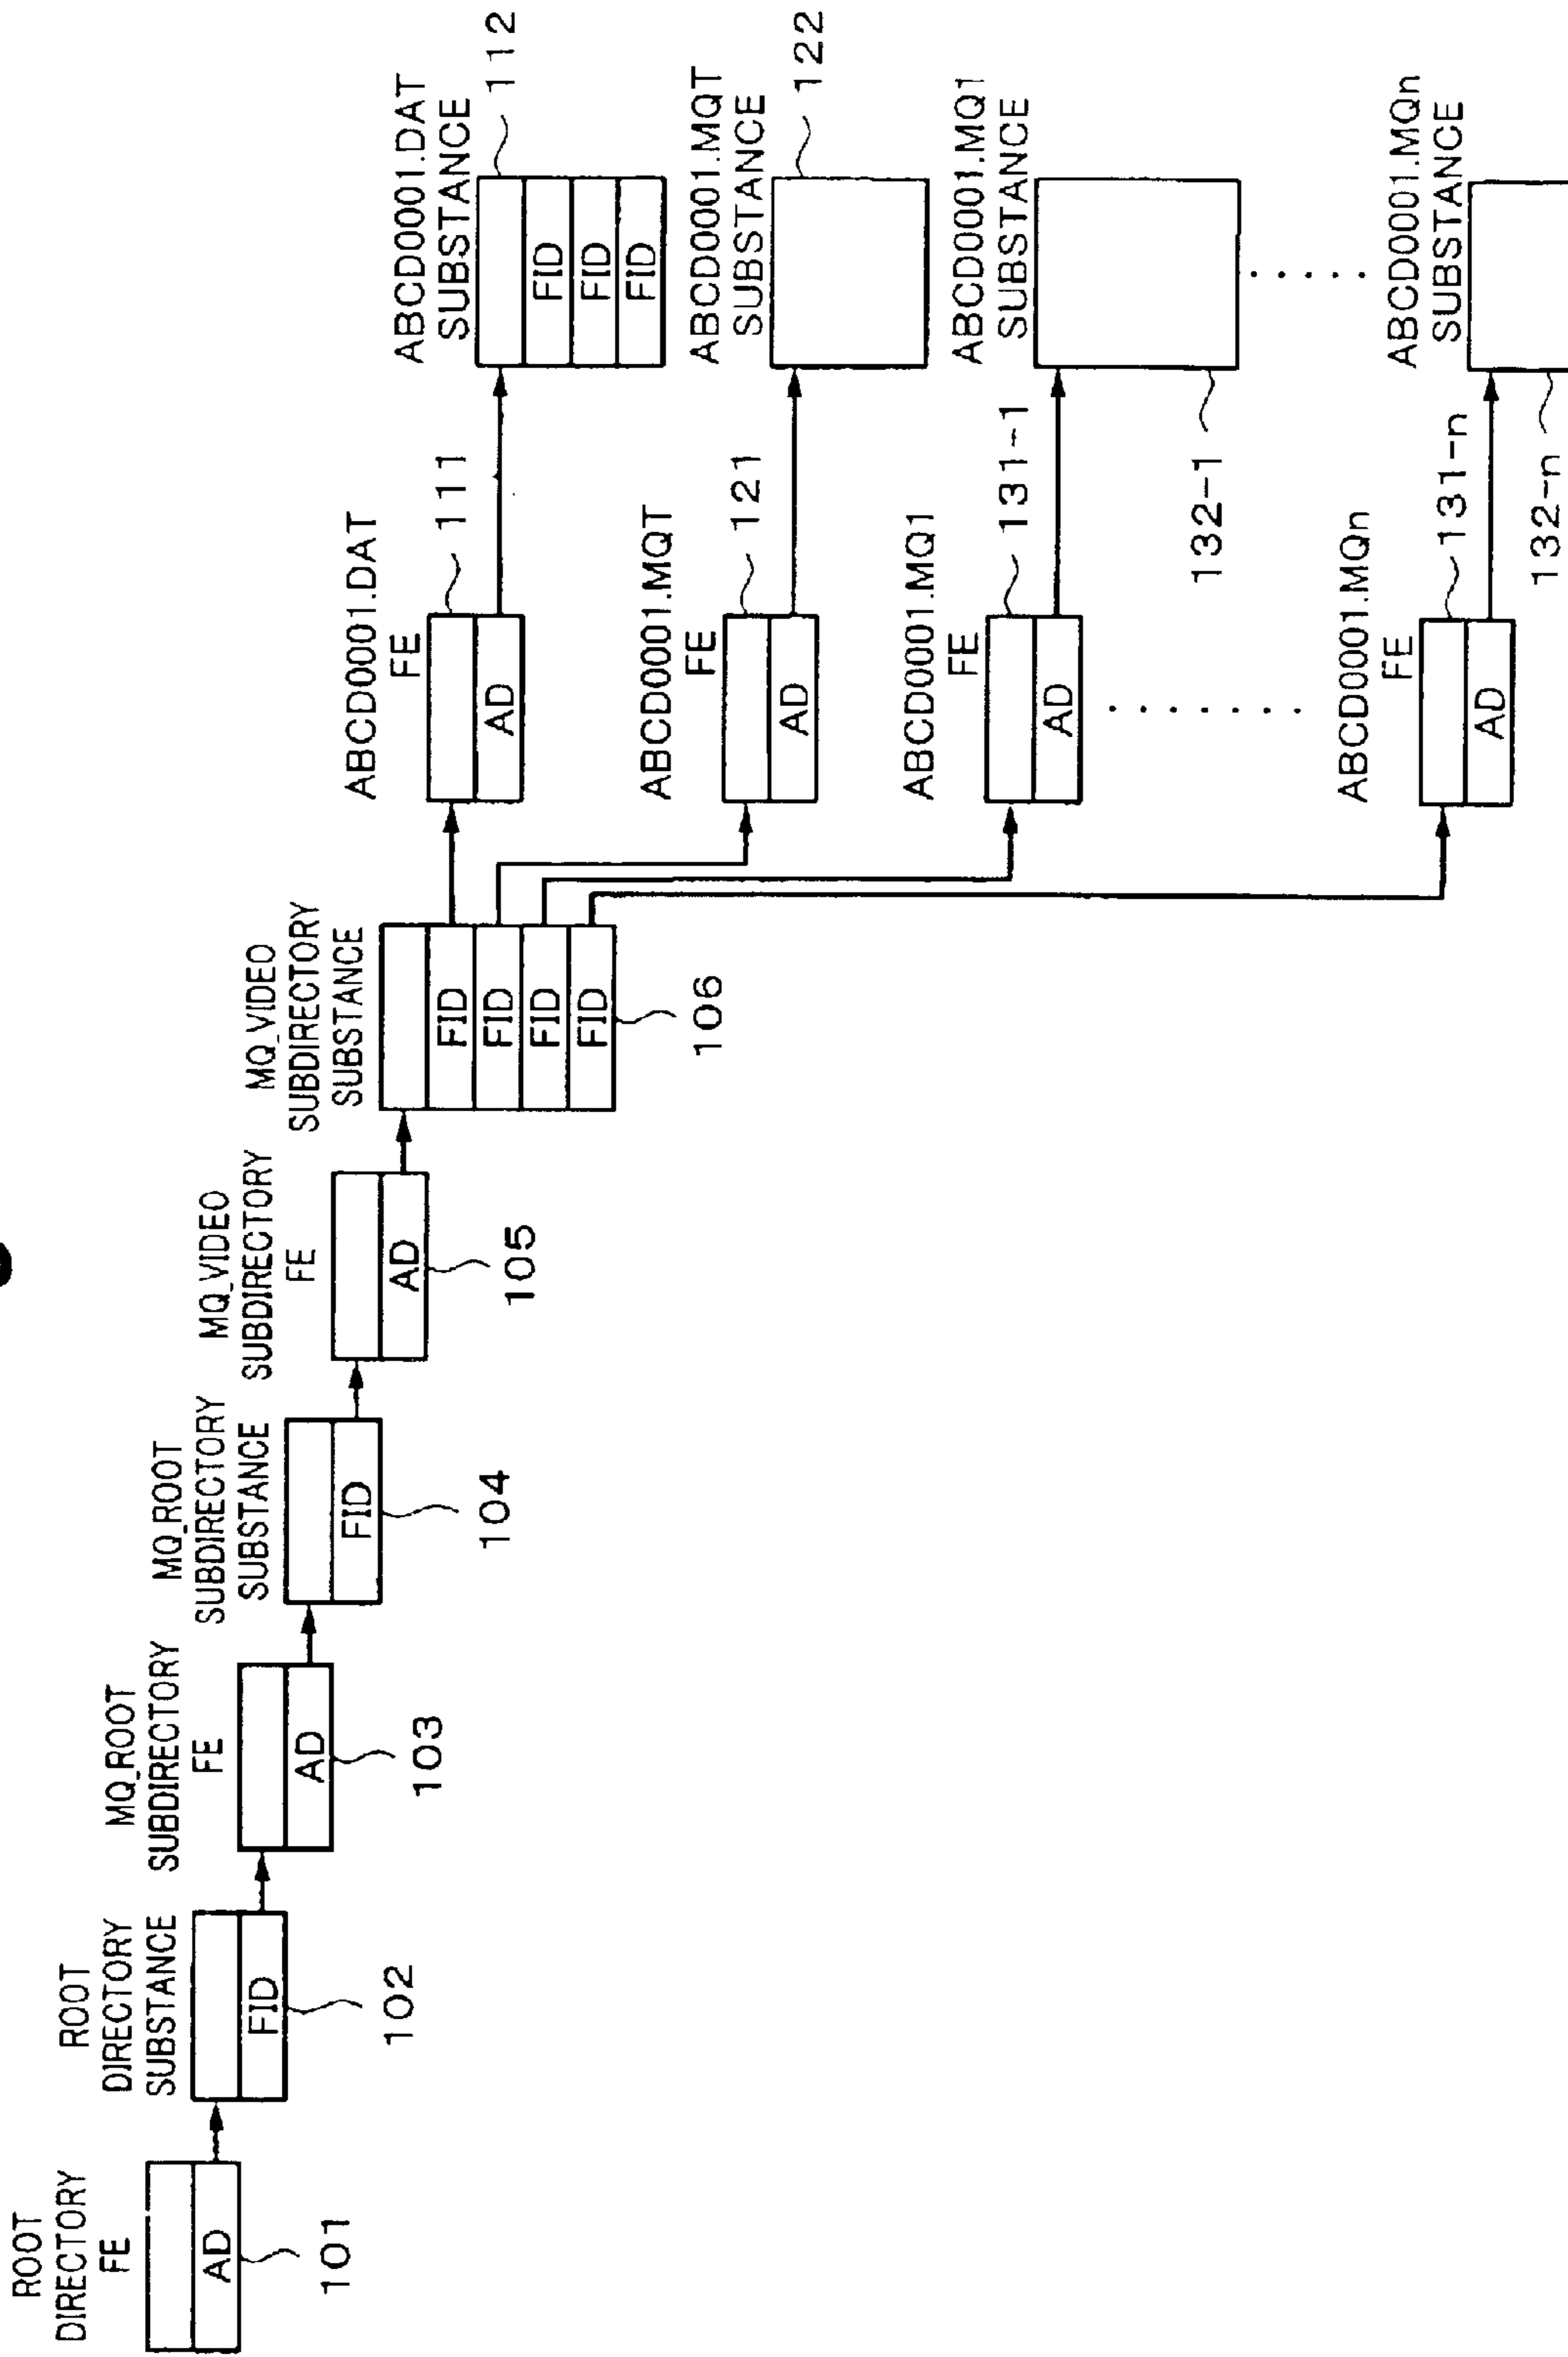 ROOT
DIRECTORY
FE
AD
101
ROOT
DIRECTORY
SUBSTANCE
FID
102
MQ_ROOT
SUBDIRECTORY
FE
AD
103
MQ_ROOT
SUBDIRECTORY
SUBSTANCE
FID
104
MQ_VIDEO
SUBDIRECTORY
FE
AD
105
MQ_VIDEO
SUBDIRECTORY
SUBSTANCE
FID
FID
FID
FID
106
ABCD0001.DAT
FE
111
AD
ABCD0001.DAT
SUBSTANCE
112
FID
FID
FID
ABCD0001.MQT
FE
121
AD
ABCD0001.MQT
SUBSTANCE
122
ABCD0001.MQ1
FE
131-1
AD
ABCD0001.MQ1
SUBSTANCE
132-1
ABCD0001.MQn
FE
131-n
AD
ABCD0001.MQn
SUBSTANCE
132-n